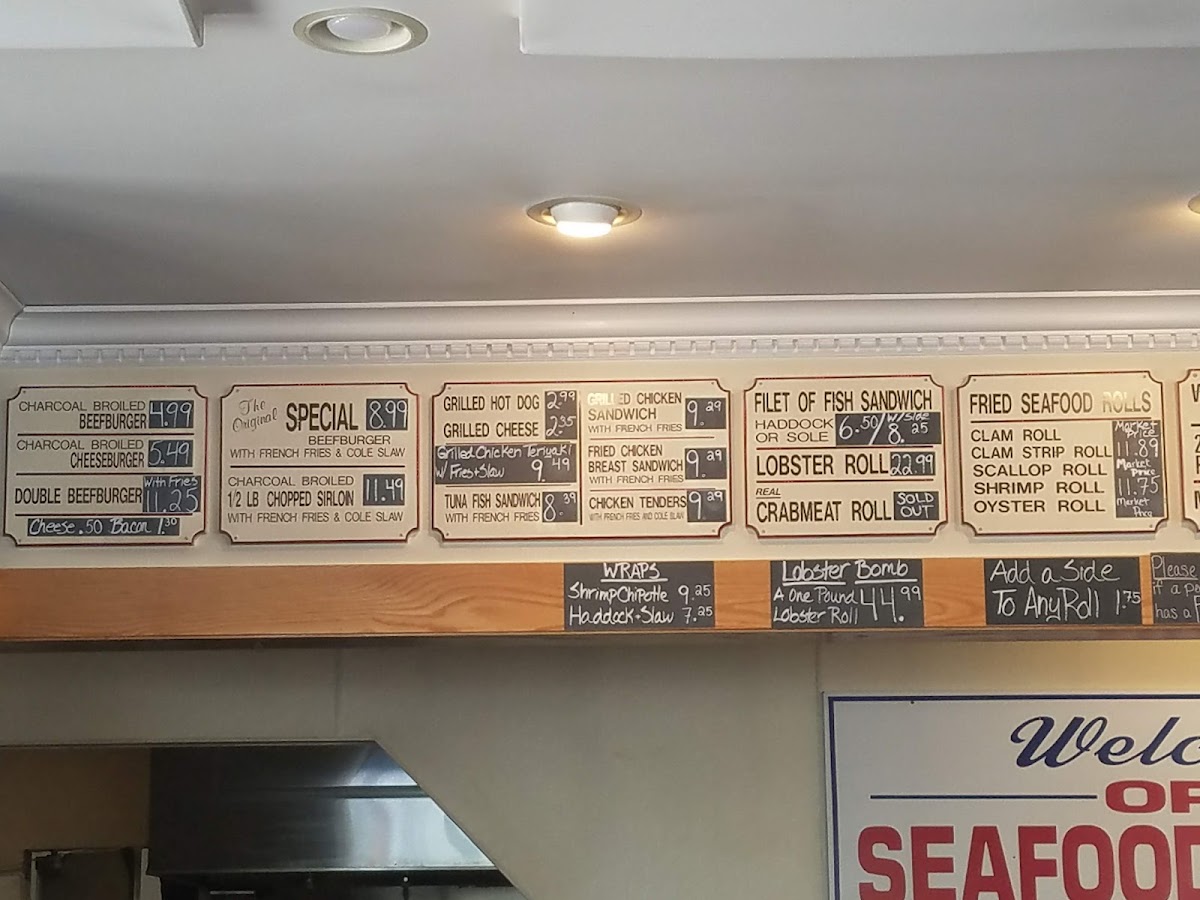 CHARCOAL BROILED
BEEFBURGER 4.99
CHARCOAL BROILED
CHEESEBURGER 5.49
With Fries
DOUBLE BEEFBURGER 11.25
Cheese .50 Bacon 1.30
The Original SPECIAL 8.99
BEEFBURGER
WITH FRENCH FRIES & COLE SLAW
CHARCOAL BROILED
1/2 LB CHOPPED SIRLOIN 11.49
WITH FRENCH FRIES & COLE SLAW
GRILLED HOT DOG 2.99
GRILLED CHEESE 2.35
Grilled Chicken Teriyaki
W/ Fries + Slaw 9.49
TUNA FISH SANDWICH 8.39
WITH FRENCH FRIES
GRILLED CHICKEN
SANDWICH 9.29
WITH FRENCH FRIES
FRIED CHICKEN
BREAST SANDWICH 9.29
WITH FRENCH FRIES
CHICKEN TENDERS 9.29
WITH FRENCH FRIES AND COLE SLAW
FILET OF FISH SANDWICH
HADDOCK
OR SOLE 6.50/ W/Side 8.25
LOBSTER ROLL 22.99
REAL
CRABMEAT ROLL SOLD OUT
FRIED SEAFOOD ROLLS
CLAM ROLL Market Price
CLAM STRIP ROLL 11.89
SCALLOP ROLL Market Price
SHRIMP ROLL 11.75
OYSTER ROLL Market Price
WRAPS
Shrimp Chipotle 9.25
Haddock + Slaw 7.25
Lobster Bomb
A One Pound
Lobster Roll 44.99
Add a Side
To Any Roll 1.75
Please
if a
has a
Welc
OF
SEAFOOD